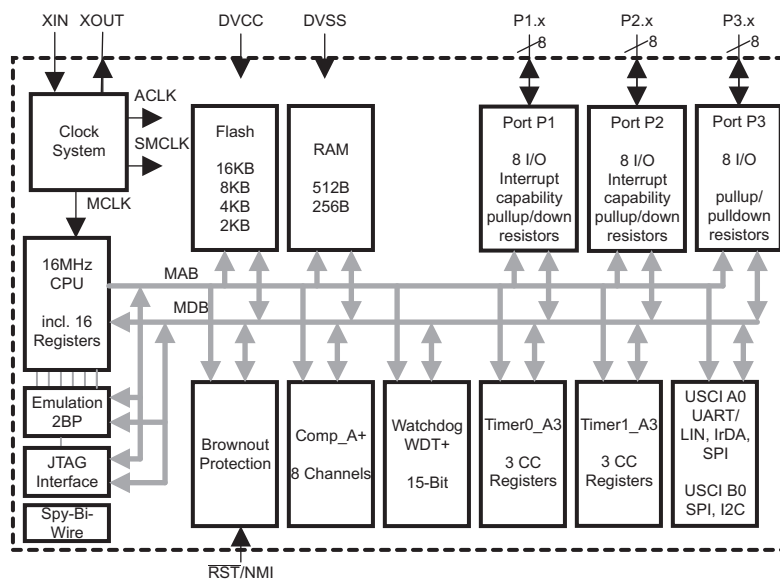 XIN XOUT DVCC DVSS P1.x P2.x P3.x
8 8 8
ACLK
SMCLK
MCLK
Clock
System
Flash
16KB
8KB
4KB
2KB
RAM
512B
256B
Port P1
8 I/O
Interrupt
capability
pullup/down
resistors
Port P2
8 I/O
Interrupt
capability
pullup/down
resistors
Port P3
8 I/O
pullup/
pulldown
resistors
16MHz
CPU
incl. 16
Registers
MAB
MDB
Emulation
2BP
JTAG
Interface
Spy-Bi-
Wire
Brownout
Protection
Comp_A+
8 Channels
Watchdog
WDT+
15-Bit
Timer0_A3
3 CC
Registers
Timer1_A3
3 CC
Registers
USCI A0
UART/
LIN, IrDA,
SPI
USCI B0
SPI, I2C
RST/NMI